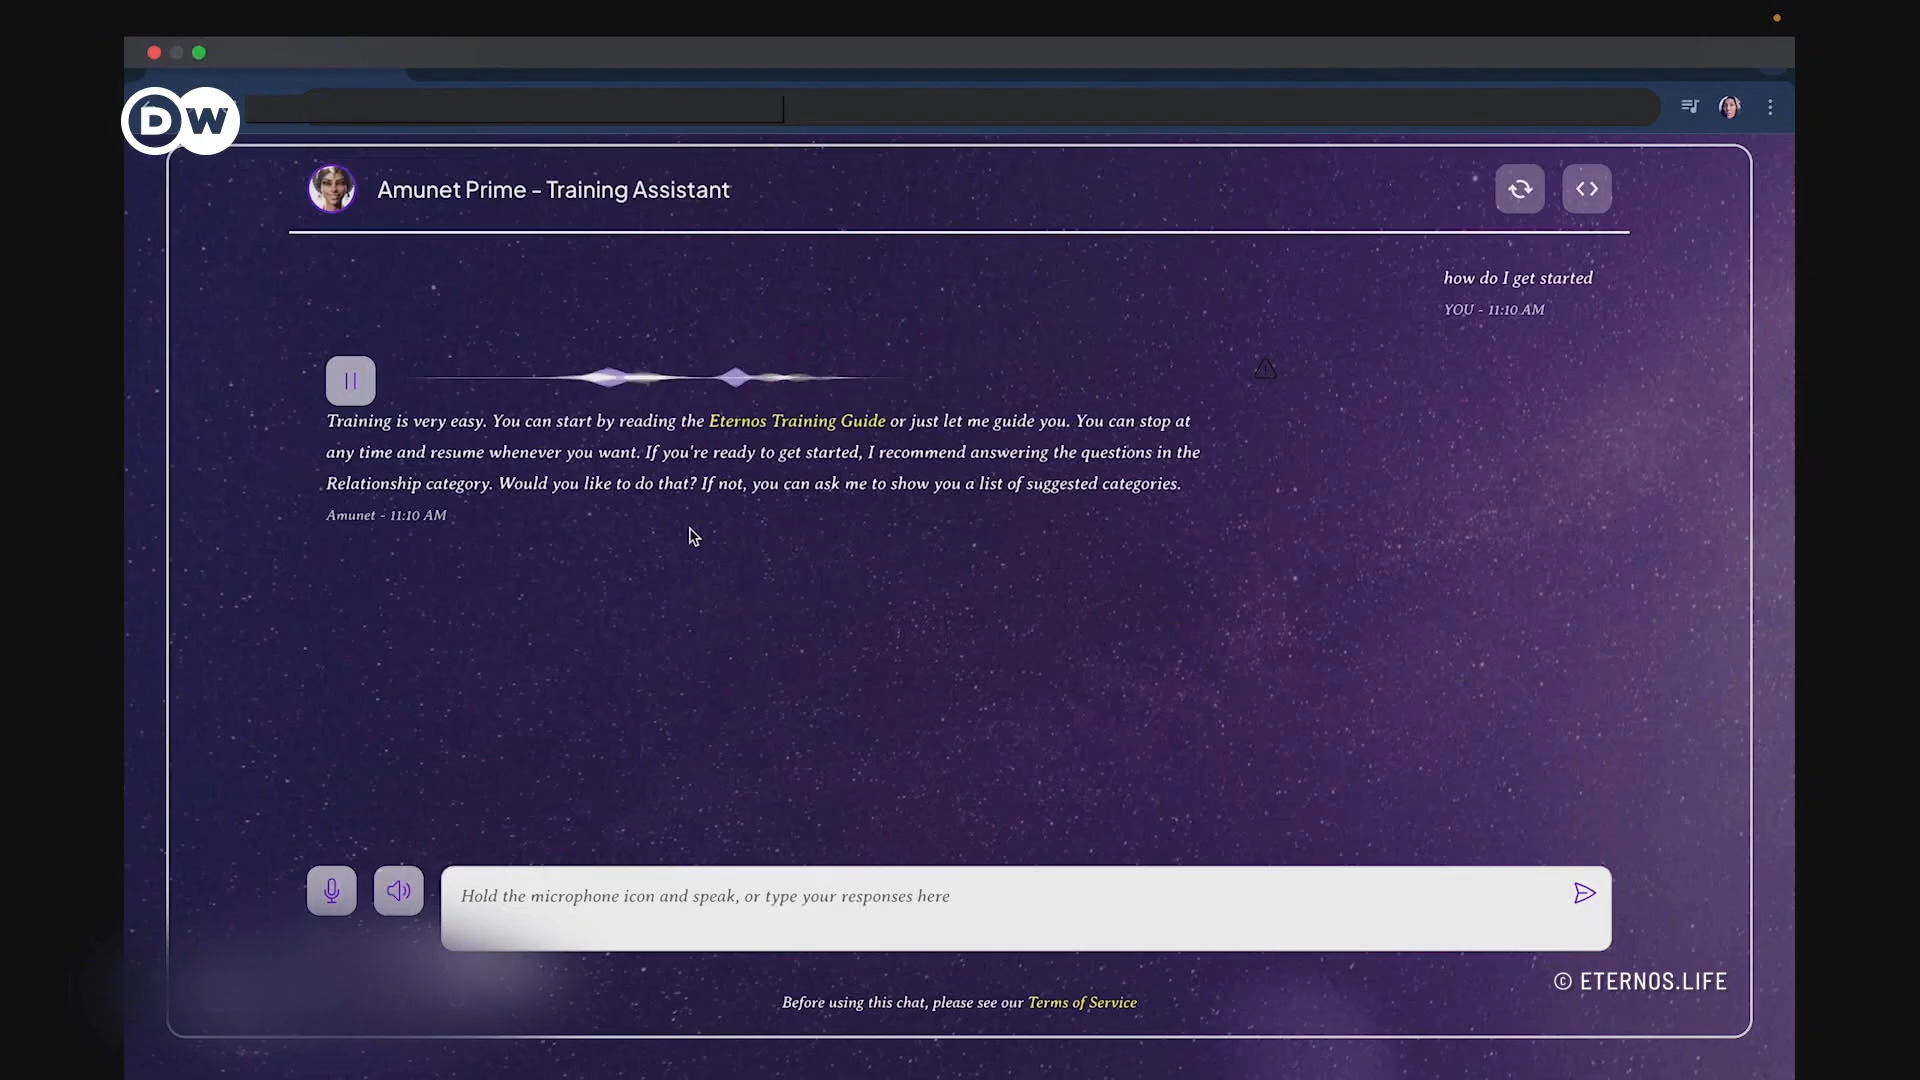 DW
Amunet Prime - Training Assistant
how do I get started
YOU - 11:10 AM
Training is very easy. You can start by reading the Eternos Training Guide or just let me guide you. You can stop at
any time and resume whenever you want. If you're ready to get started, I recommend answering the questions in the
Relationship category. Would you like to do that? If not, you can ask me to show you a list of suggested categories.
Amunet - 11:10 AM
Hold the microphone icon and speak, or type your responses here
© ETERNOS.LIFE
Before using this chat, please see our Terms of Service